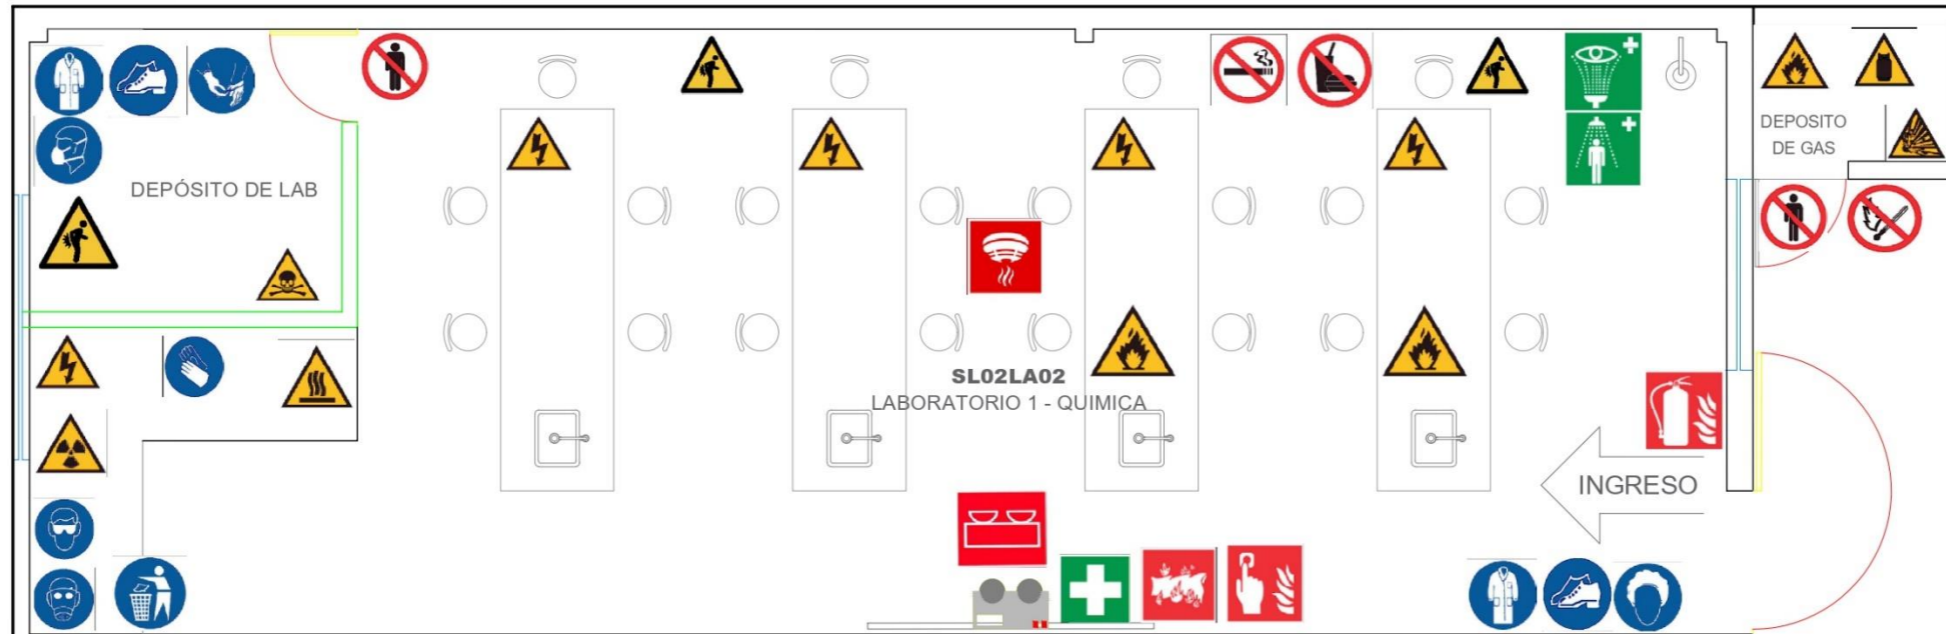 DEPÓSITO DE LAB
DEPOSITO
DE GAS
SL02LA02
LABORATORIO 1 - QUIMICA
INGRESO